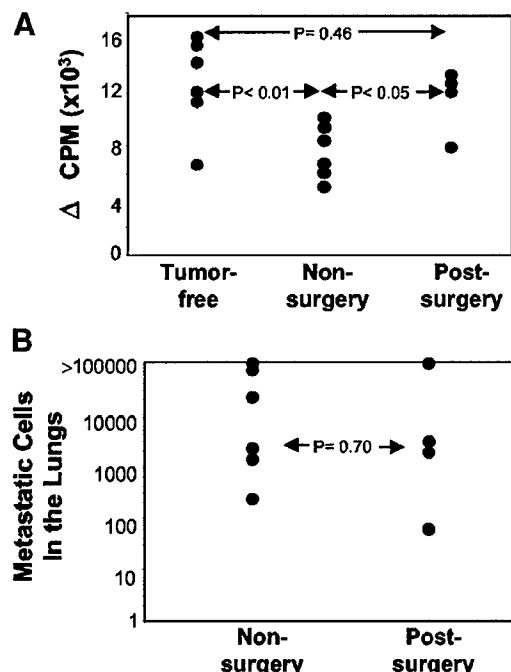 A
Δ CPM (x10³)
16
12
8
4
0
P= 0.46
P< 0.01
P< 0.05
Tumor-
free
Non-
surgery
Post-
surgery
B
Metastatic Cells
In the Lungs
>100000
10000
1000
100
10
1
P= 0.70
Non-
surgery
Post-
surgery